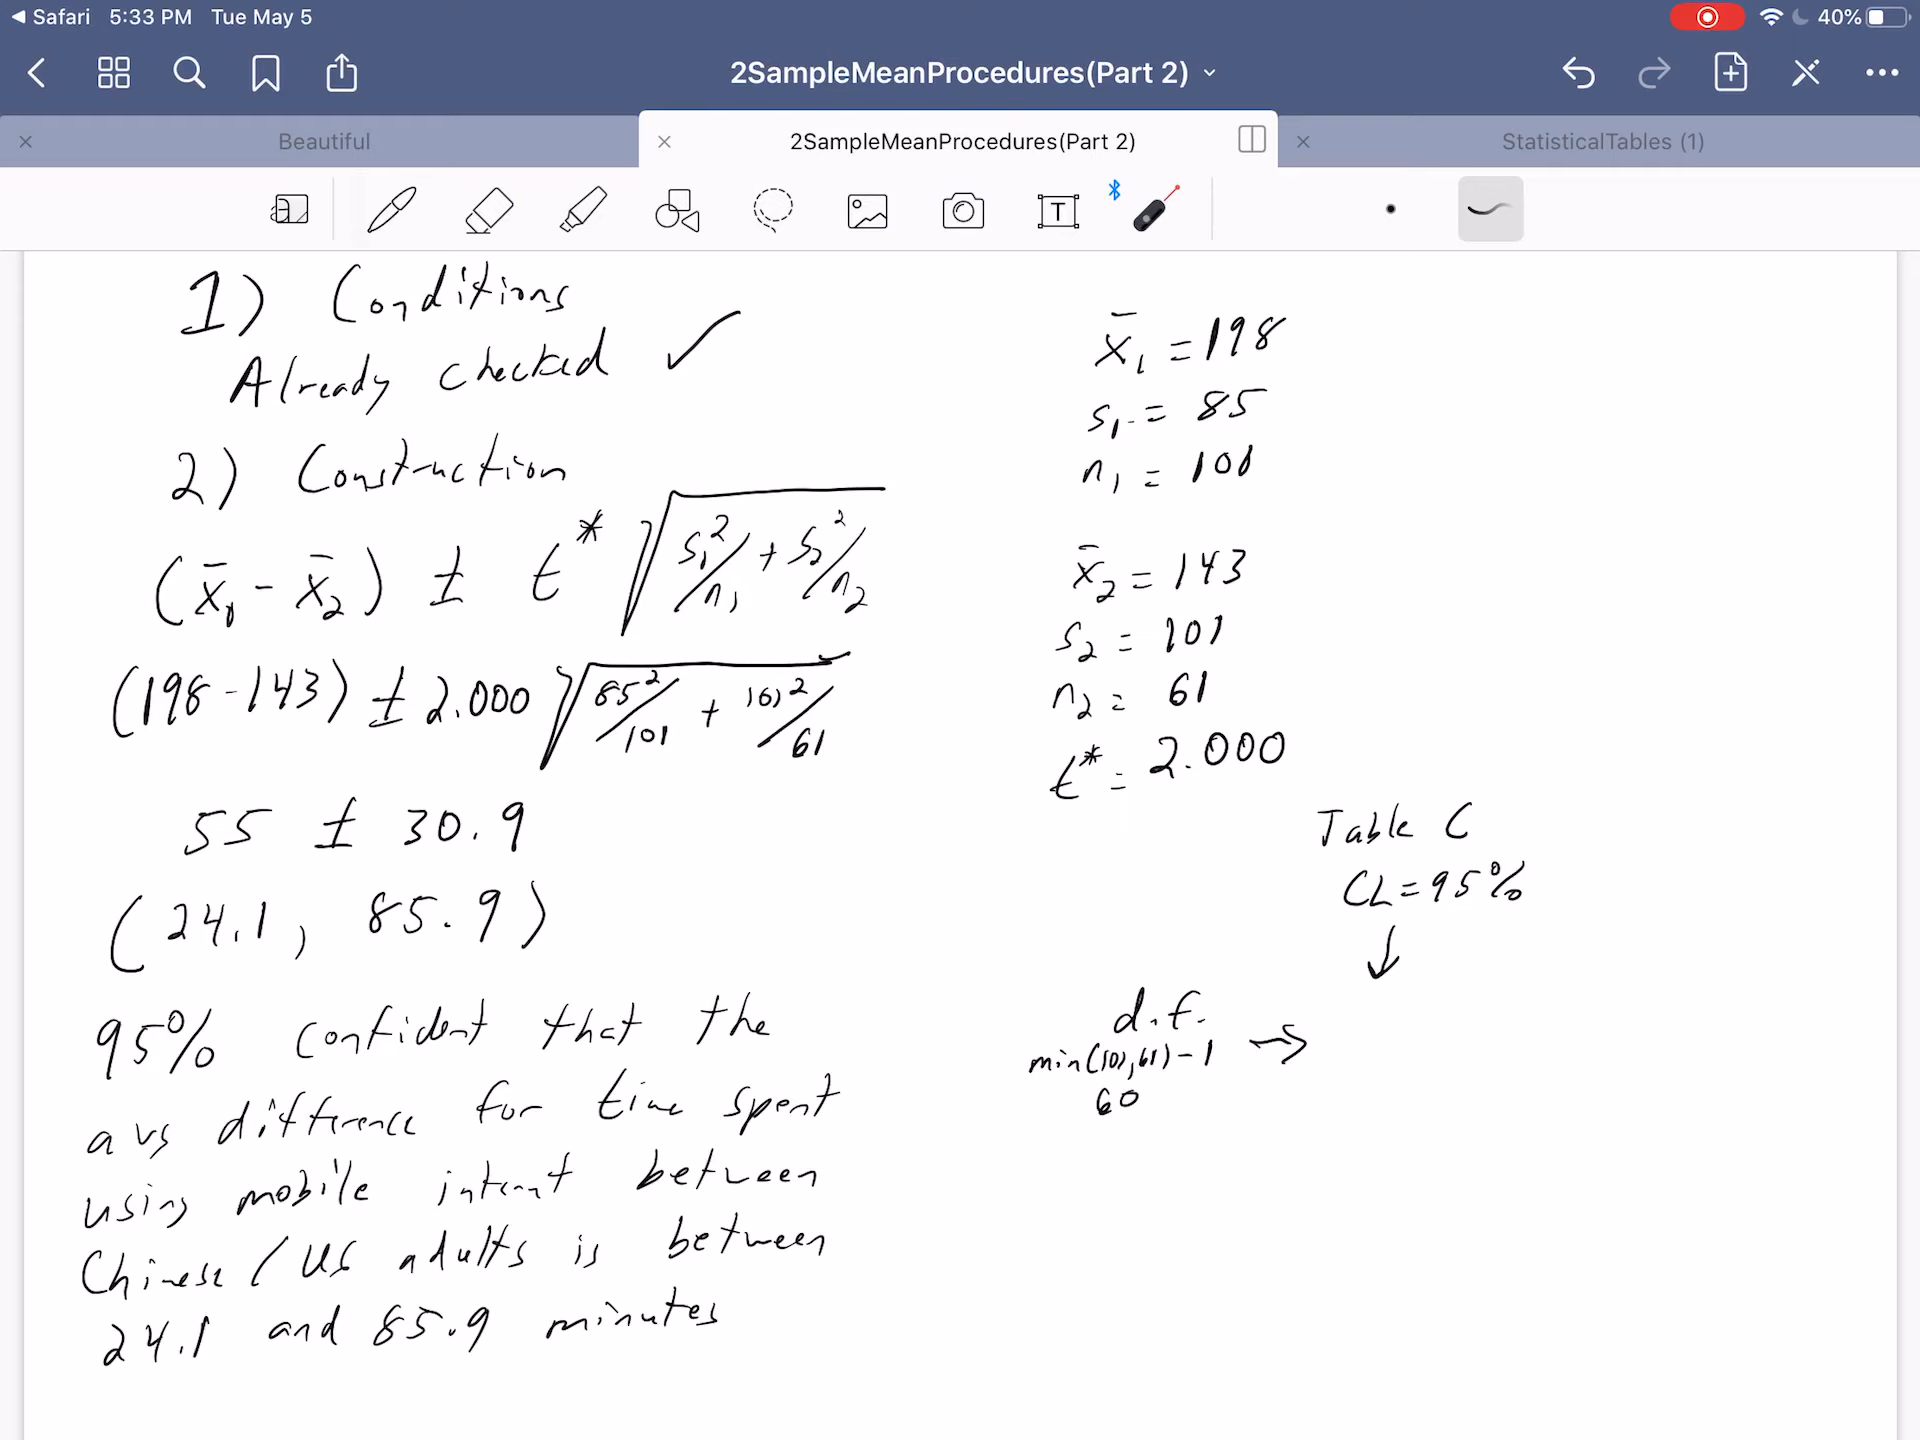 Safari 5:33 PM Tue May 5
40%
2SampleMeanProcedures(Part 2)
Beautiful
2SampleMeanProcedures(Part 2)
StatisticalTables (1)
1) Conditions
Already checked ✓
2) Construction
(x̄₁ - x̄₂) ± t* √(s₁²/n₁ + s₂²/n₂)
(198 - 143) ± 2.000 √(85²/101 + 101²/61)
55 ± 30.9
(24.1, 85.9)
95% confident that the
avg difference for time spent
using mobile internt between
Chinese / US adults is between
24.1 and 85.9 minutes
x̄₁ = 198
s₁ = 85
n₁ = 101
x̄₂ = 143
s₂ = 101
n₂ = 61
t* = 2.000
Table C
CL = 95%
↓
d.f. →
min(101,61) - 1
60